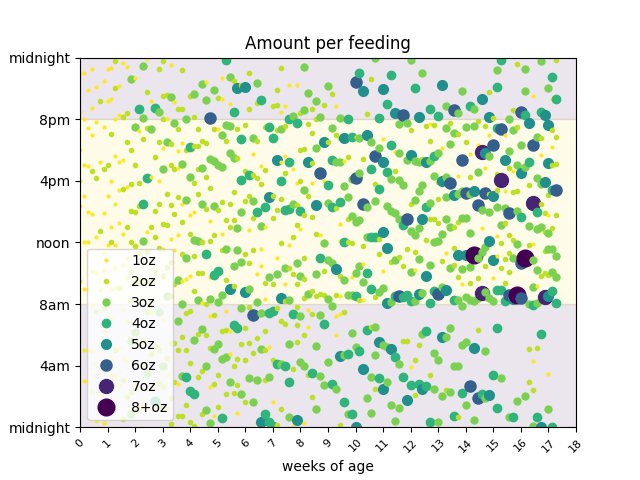 Amount per feeding
midnight
8pm
4pm
noon
8am
4am
midnight
1oz
2oz
3oz
4oz
5oz
6oz
7oz
8+oz
0 1 2 3 4 5 6 7 8 9 10 11 12 13 14 15 16 17 18
weeks of age